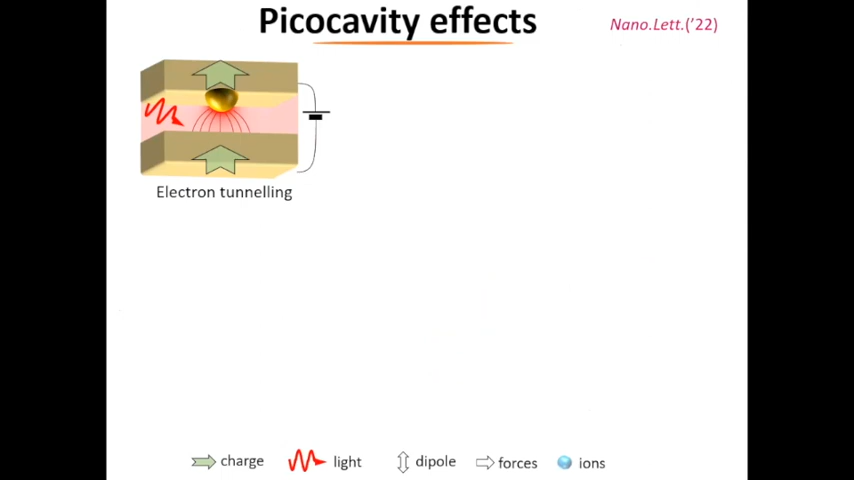 Picocavity effects
Nano.Lett.('22)
Electron tunnelling
charge
light
dipole
forces
ions